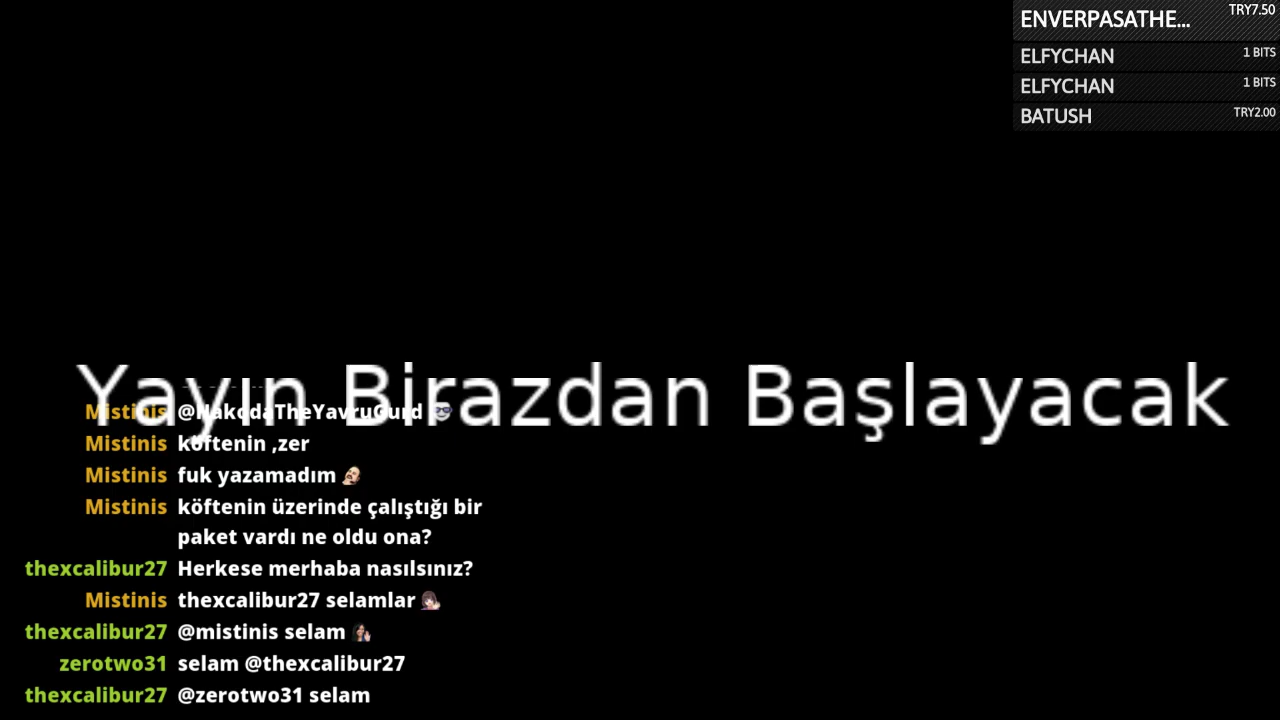 ENVERPASATHE... TRY7.50
ELFYCHAN 1 BITS
ELFYCHAN 1 BITS
BATUSH TRY2.00
Yayın Birazdan Başlayacak
Mistinis @HakodaTheYavruGurd
Mistinis köftenin ,zer
Mistinis fuk yazamadım
Mistinis köftenin üzerinde çalıştığı bir
paket vardı ne oldu ona?
thexcalibur27 Herkese merhaba nasılsınız?
Mistinis thexcalibur27 selamlar
thexcalibur27 @mistinis selam
zerotwo31 selam @thexcalibur27
thexcalibur27 @zerotwo31 selam